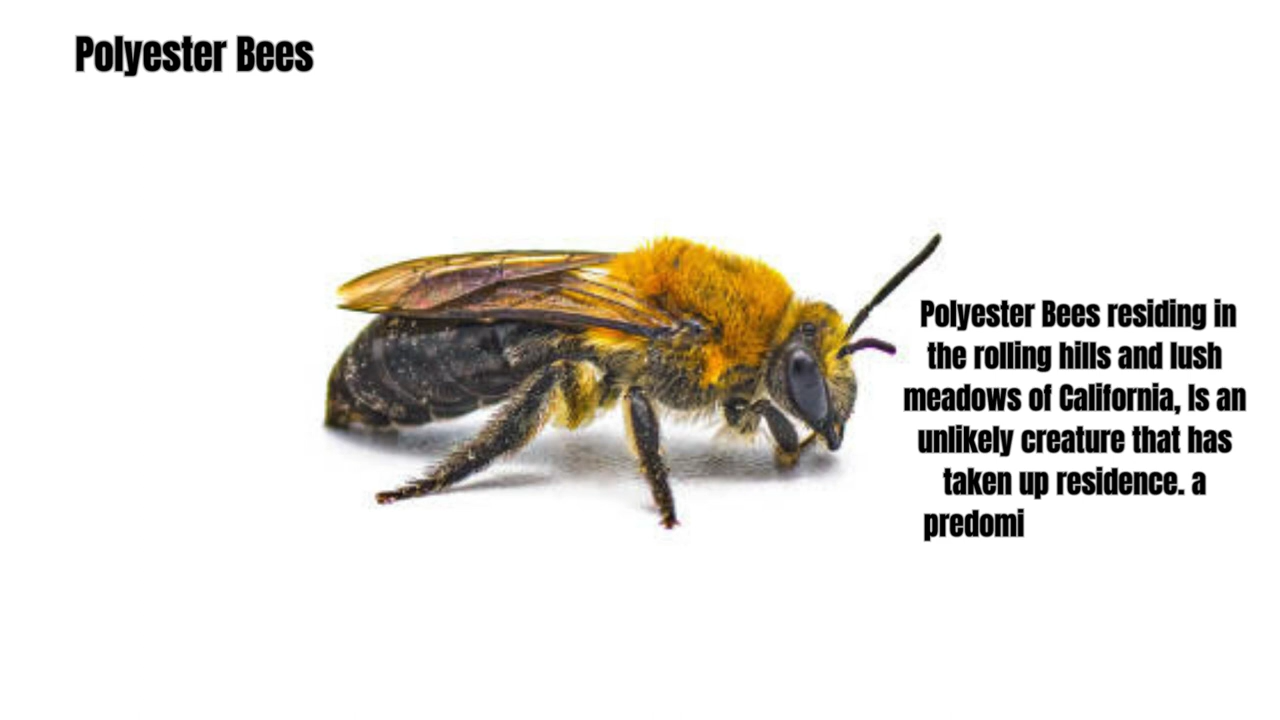 Polyester Bees
Polyester Bees residing in
the rolling hills and lush
meadows of California, Is an
unlikely creature that has
taken up residence. a
predomi